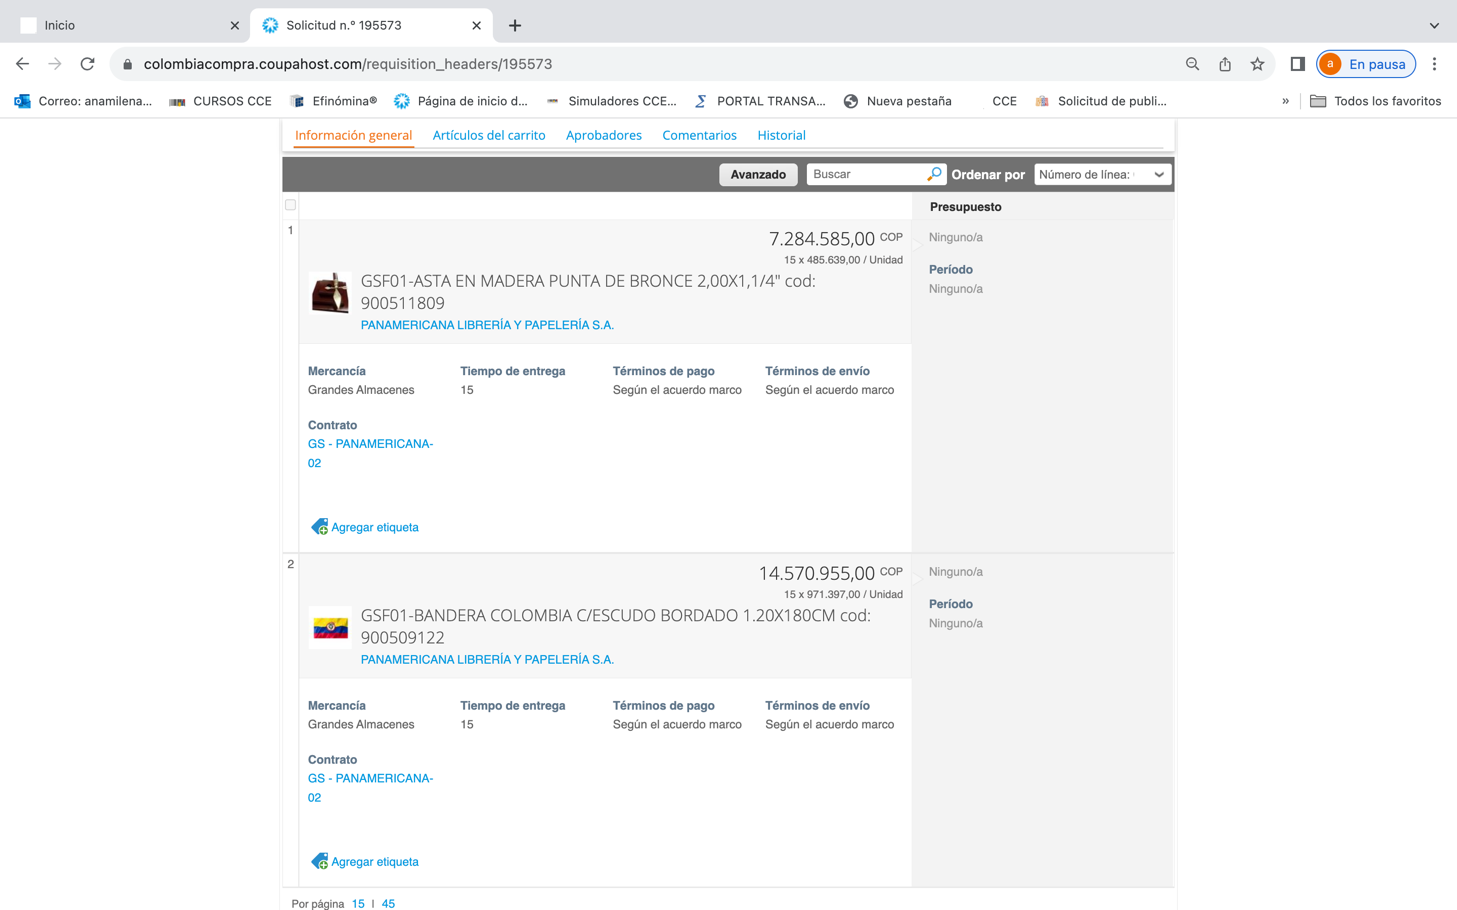 Inicio
Solicitud n.° 195573
colombiacompra.coupahost.com/requisition_headers/195573
a En pausa
Correo: anamilena...
CURSOS CCE
Efinómina®
Página de inicio d...
Simuladores CCE...
PORTAL TRANSA...
Nueva pestaña
CCE
Solicitud de publi...
»
Todos los favoritos
Información general
Artículos del carrito
Aprobadores
Comentarios
Historial
Avanzado
Buscar
Ordenar por
Número de línea:
Presupuesto
1
7.284.585,00 COP
Ninguno/a
15 x 485.639,00 / Unidad
Período
Ninguno/a
GSF01-ASTA EN MADERA PUNTA DE BRONCE 2,00X1,1/4" cod:
900511809
PANAMERICANA LIBRERÍA Y PAPELERÍA S.A.
Mercancía
Tiempo de entrega
Términos de pago
Términos de envío
Grandes Almacenes
15
Según el acuerdo marco
Según el acuerdo marco
Contrato
GS - PANAMERICANA-
02
Agregar etiqueta
2
14.570.955,00 COP
Ninguno/a
15 x 971.397,00 / Unidad
Período
Ninguno/a
GSF01-BANDERA COLOMBIA C/ESCUDO BORDADO 1.20X180CM cod:
900509122
PANAMERICANA LIBRERÍA Y PAPELERÍA S.A.
Mercancía
Tiempo de entrega
Términos de pago
Términos de envío
Grandes Almacenes
15
Según el acuerdo marco
Según el acuerdo marco
Contrato
GS - PANAMERICANA-
02
Agregar etiqueta
Por página 15 | 45